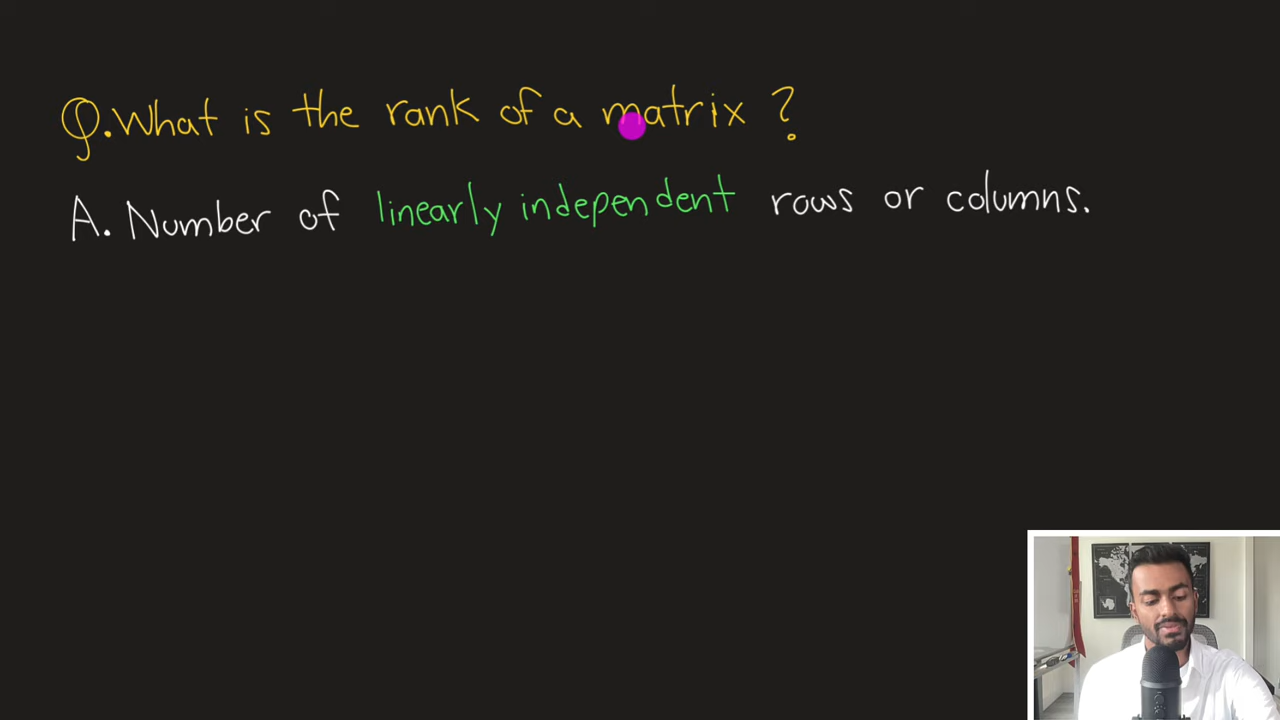 Q. What is the rank of a matrix ?
A. Number of linearly independent rows or columns.